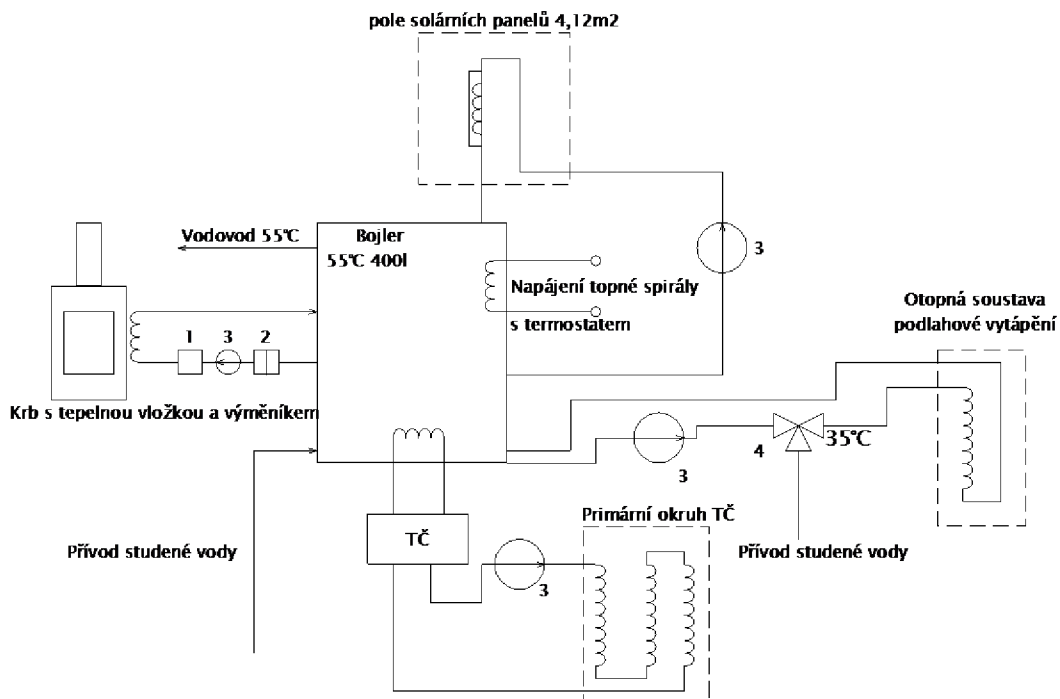 pole solárních panelů 4,12m2
Vodovod 55°C
Bojler
55°C 400l
3
Napájení topné spirály
s termostatem
Otopná soustava
podlahové vytápění
1
3
2
Krb s tepelnou vložkou a výměníkem
4
35°C
3
Primární okruh TČ
TČ
Přívod studené vody
Přívod studené vody
3